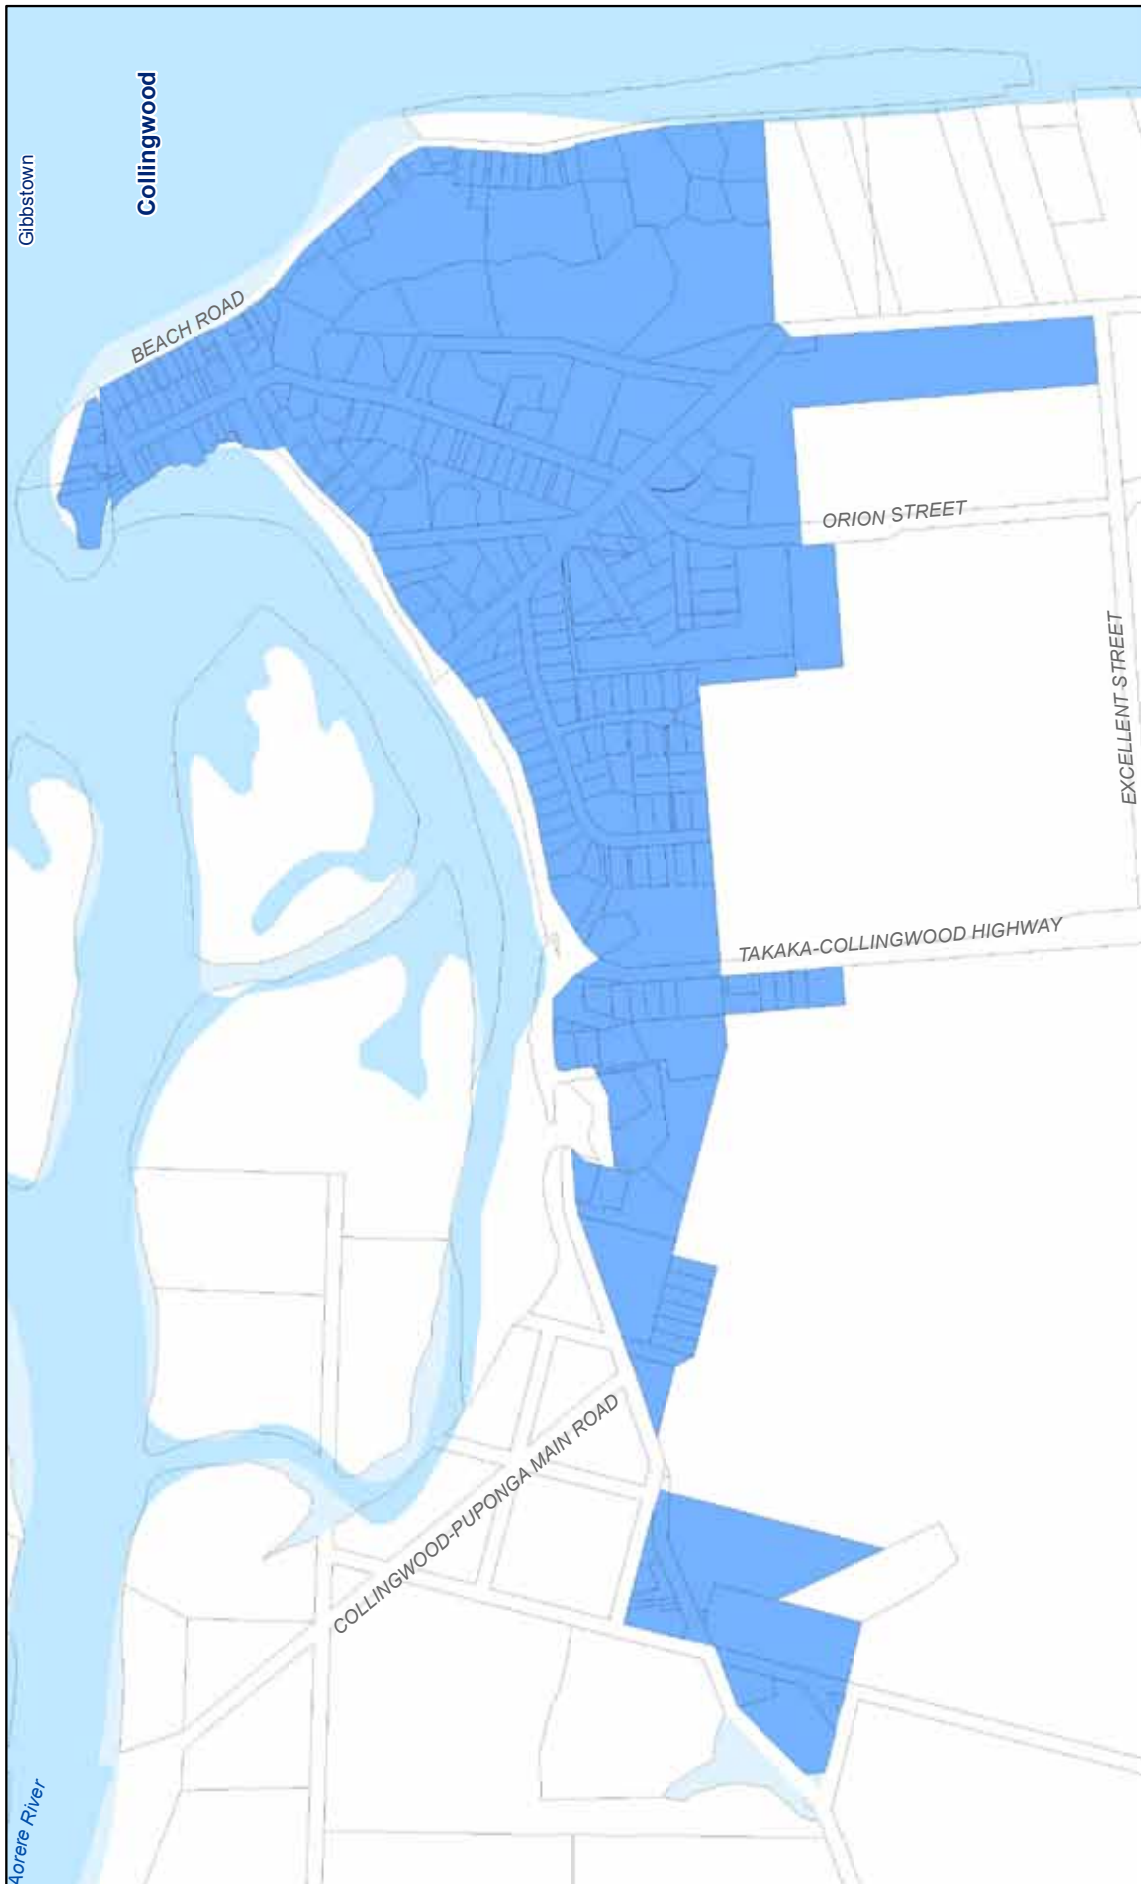 Gibbstown
Collingwood
BEACH ROAD
ORION STREET
EXCELLENT STREET
TAKAKA-COLLINGWOOD HIGHWAY
COLLINGWOOD-PUPONGA MAIN ROAD
Aorere River